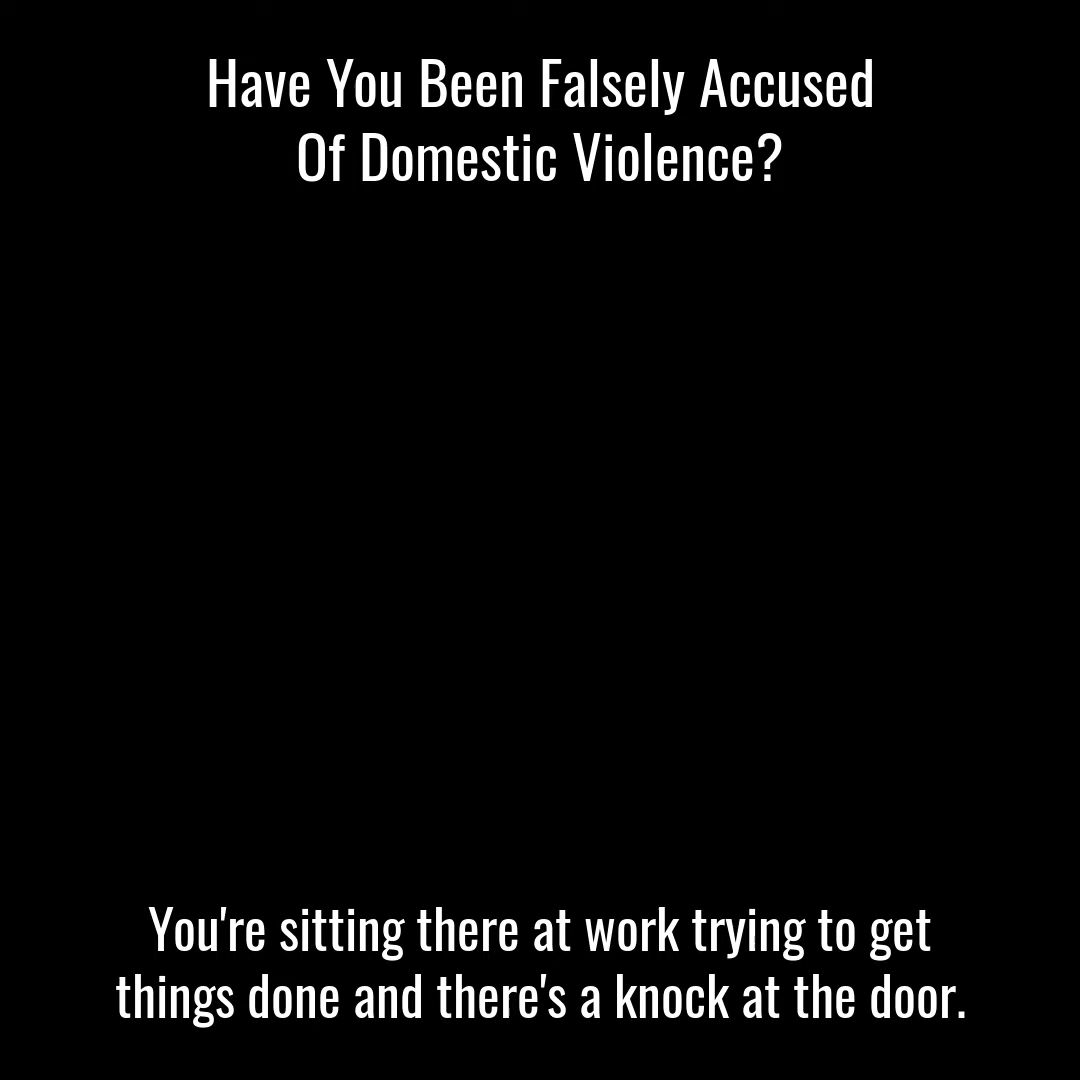 Have You Been Falsely Accused
Of Domestic Violence?
You're sitting there at work trying to get
things done and there's a knock at the door.